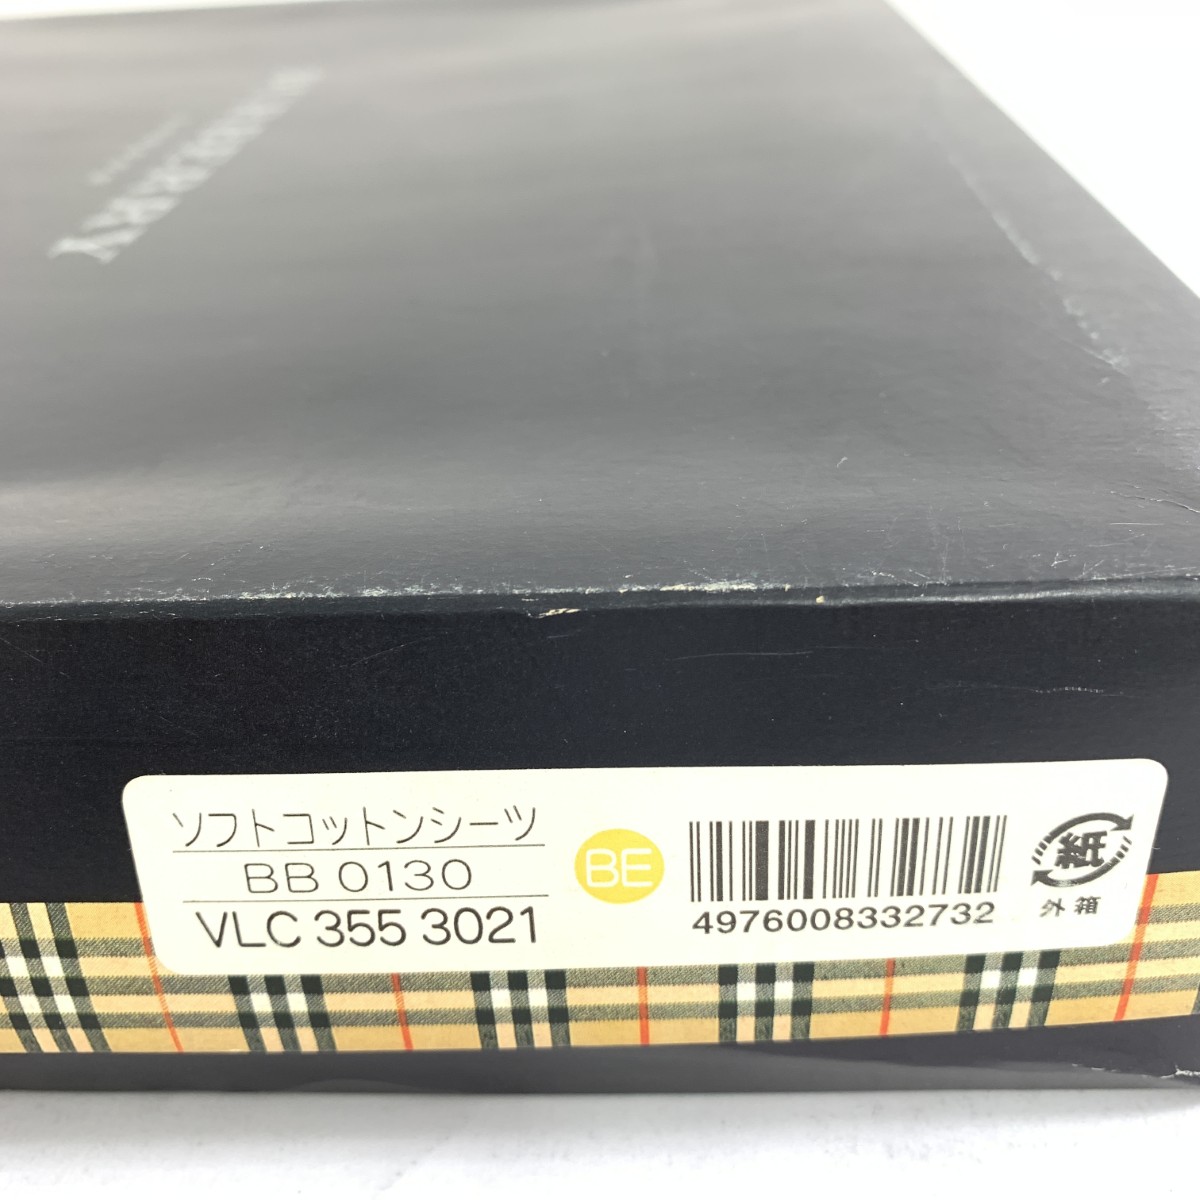 BURBERRY
ソフトコットンシーツ
BB 0130
VLC 355 3021
BE
4976008332732
紙
外箱